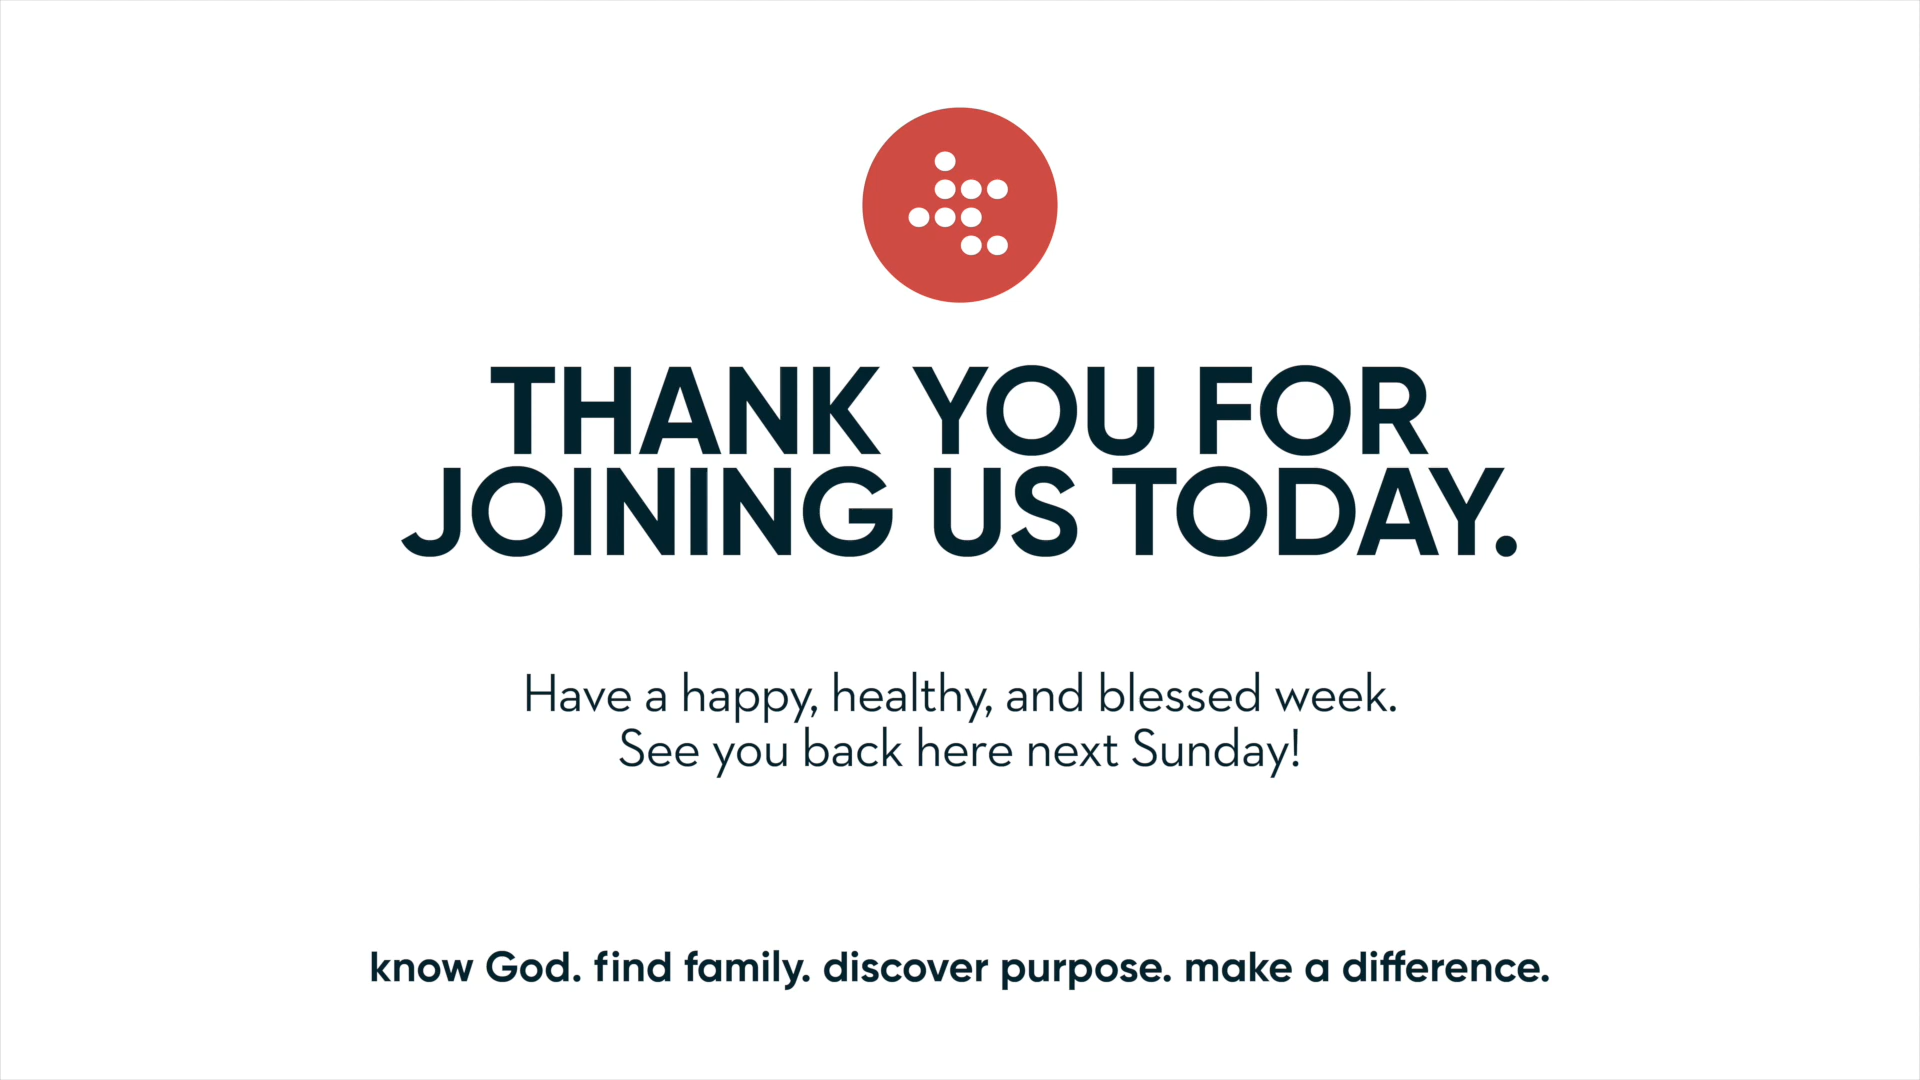 THANK YOU FOR
JOINING US TODAY.
Have a happy, healthy, and blessed week.
See you back here next Sunday!
know God. find family. discover purpose. make a difference.